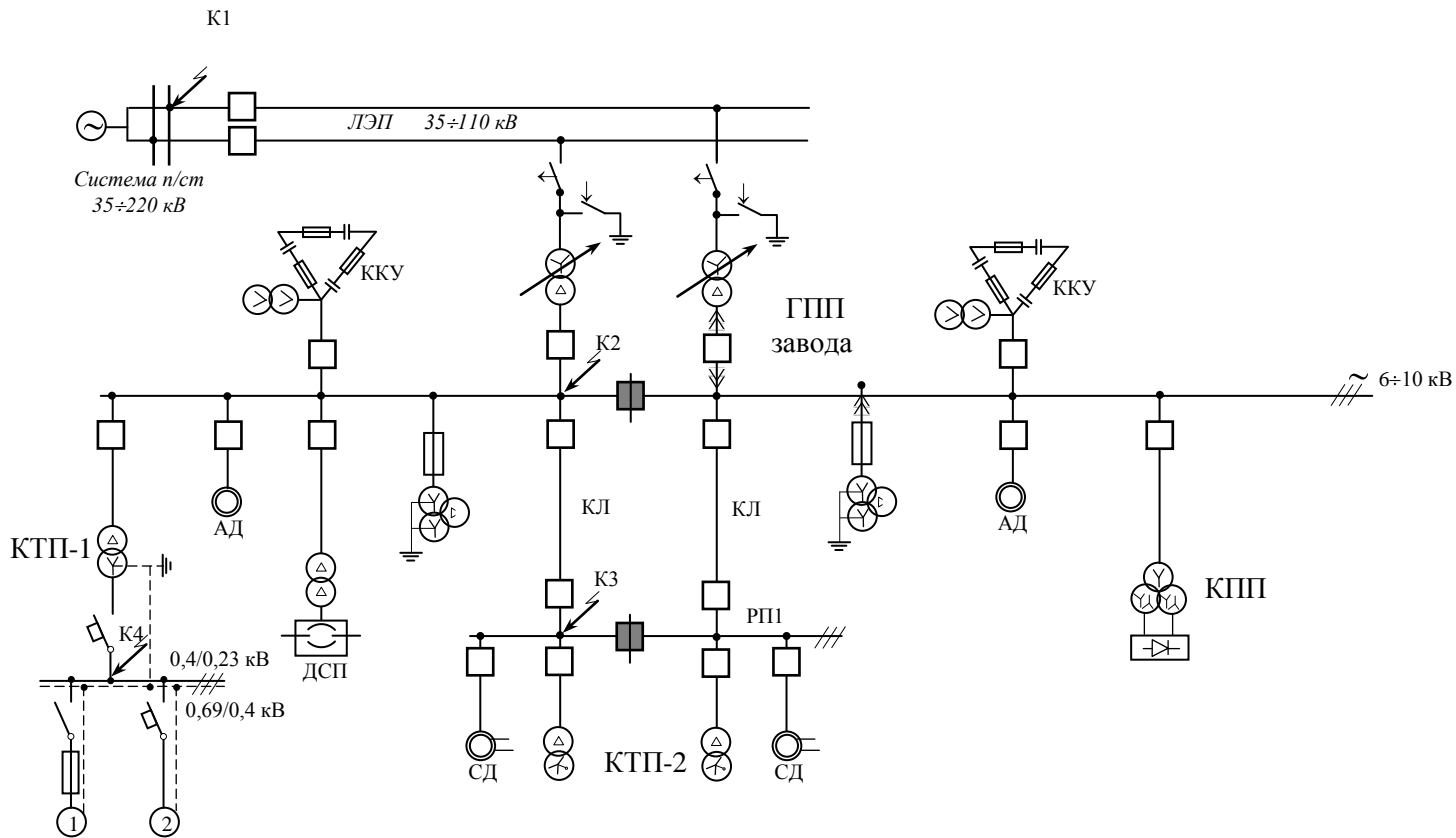 К1
ЛЭП 35÷110 кВ
Система п/ст
35÷220 кВ
ККУ
ККУ
ГПП
завода
К2
~ 6÷10 кВ
КЛ
КЛ
АД
АД
КТП-1
К3
КПП
РП1
К4
ДСП
0,4/0,23 кВ
0,69/0,4 кВ
СД
КТП-2
СД
1
2